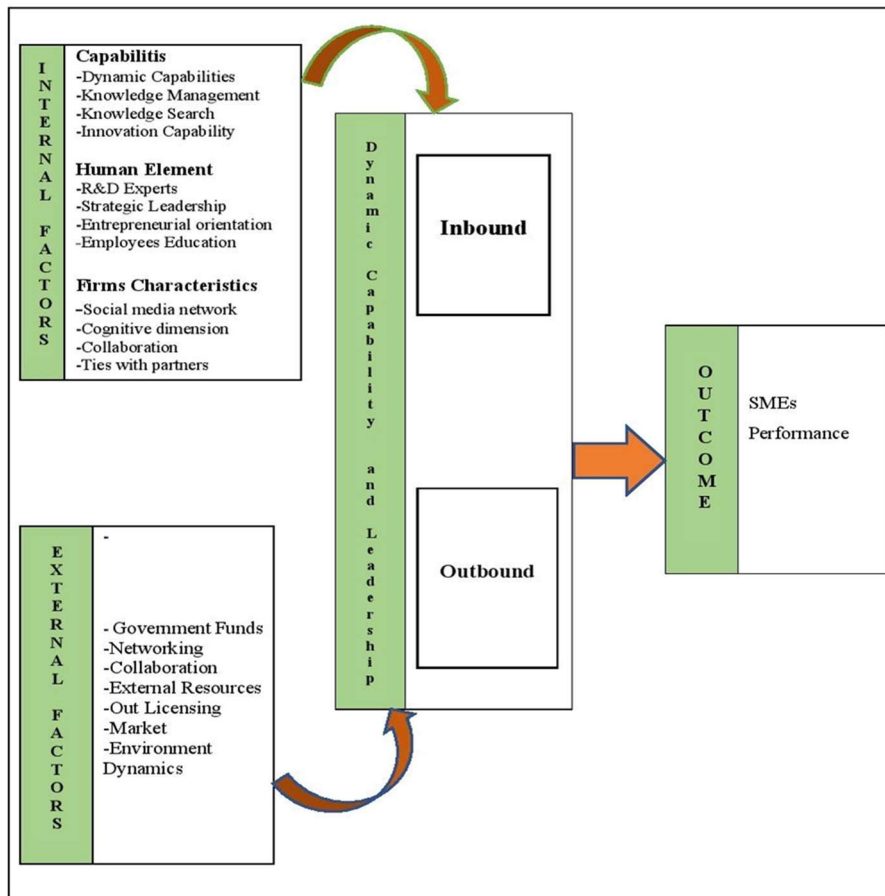 INTERNAL FACTORS
Capabilitis
-Dynamic Capabilities
-Knowledge Management
-Knowledge Search
-Innovation Capability
Human Element
-R&D Experts
-Strategic Leadership
-Entrepreneurial orientation
-Employees Education
Firms Characteristics
-Social media network
-Cognitive dimension
-Collaboration
-Ties with partners
EXTERNAL FACTORS
-
- Government Funds
-Networking
-Collaboration
-External Resources
-Out Licensing
-Market
-Environment
Dynamics
Dynamic Capability and Leadership
Inbound
Outbound
OUTCOME
SMEs
Performance